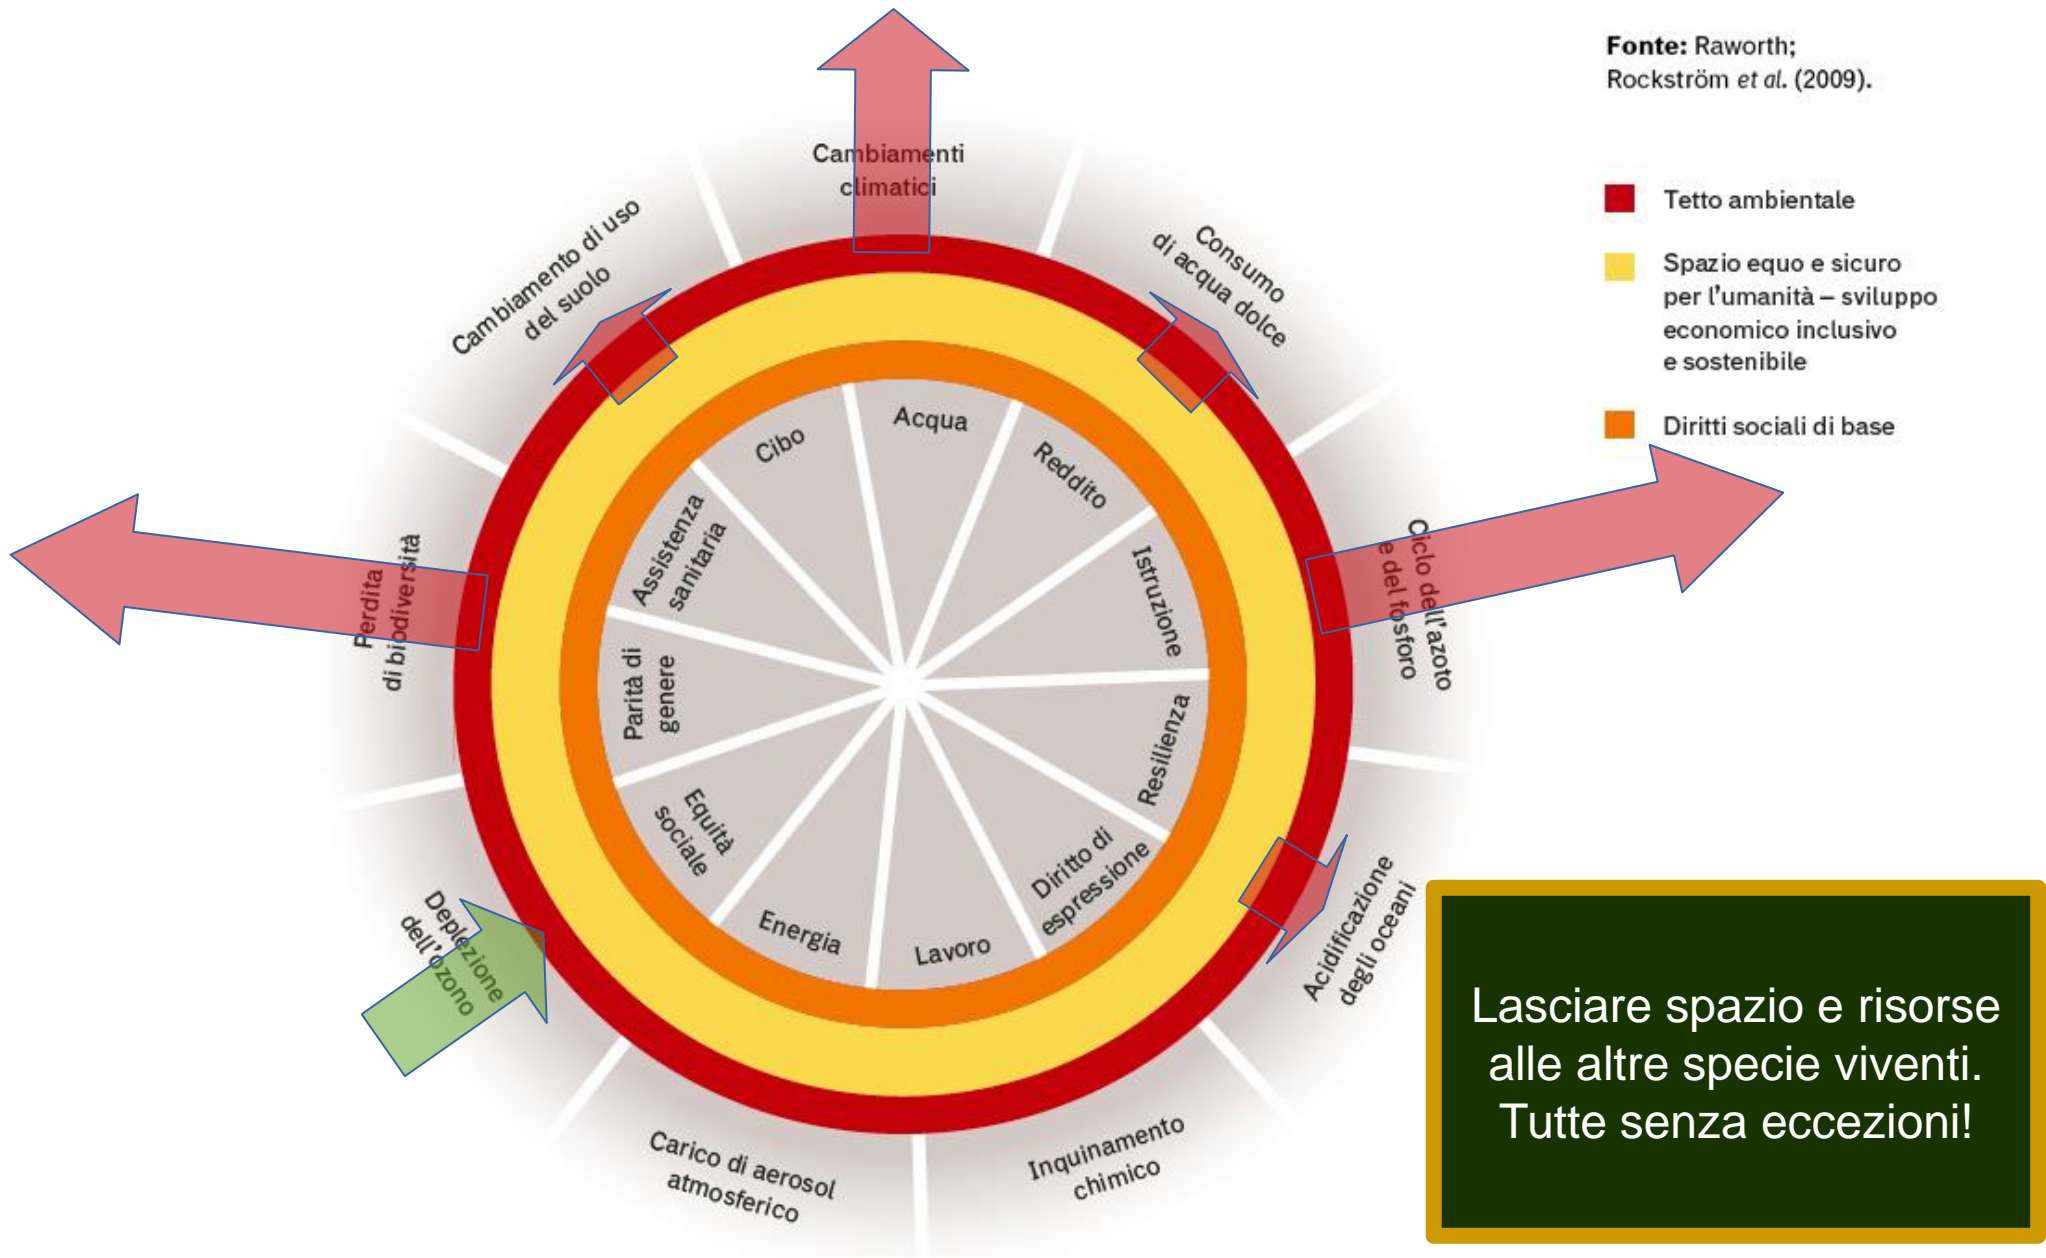 Fonte: Raworth;
Rockström et al. (2009).
Tetto ambientale
Spazio equo e sicuro
per l'umanità – sviluppo
economico inclusivo
e sostenibile
Diritti sociali di base
Cambiamenti
climatici
Consumo
di acqua dolce
Ciclo dell'azoto
e del fosforo
Acidificazione
degli oceani
Inquinamento
chimico
Carico di aerosol
atmosferico
Deplezione
dell'ozono
Perdita
di biodiversità
Cambiamento di uso
del suolo
Acqua
Reddito
Istruzione
Resilienza
Diritto di
espressione
Lavoro
Energia
Equità
sociale
Parità di
genere
Assistenza
sanitaria
Cibo
Lasciare spazio e risorse
alle altre specie viventi.
Tutte senza eccezioni!